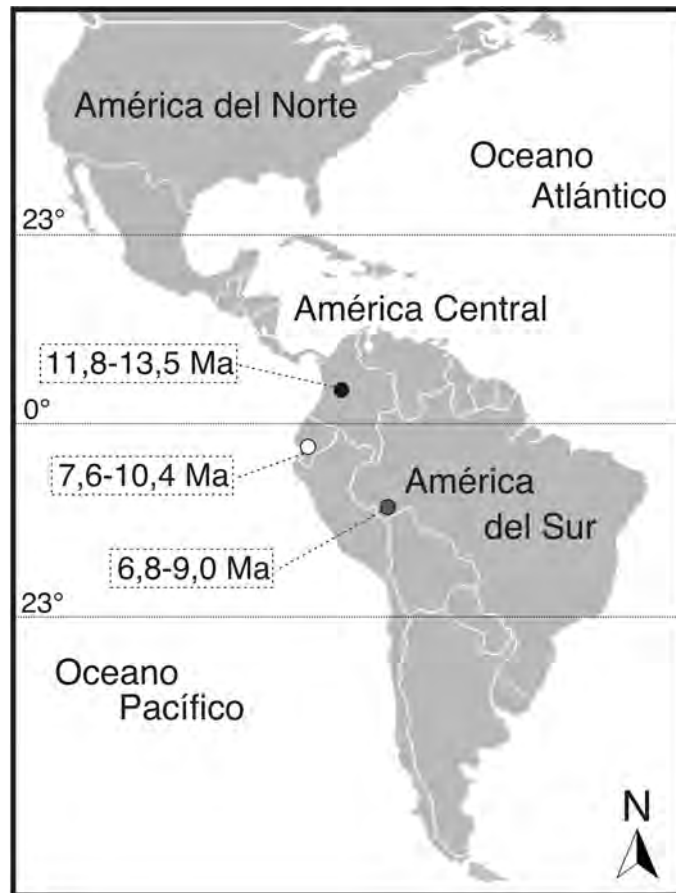 América del Norte
Oceano
Atlántico
23°
América Central
11,8-13,5 Ma
0°
7,6-10,4 Ma
América
del Sur
6,8-9,0 Ma
23°
Oceano
Pacífico
N